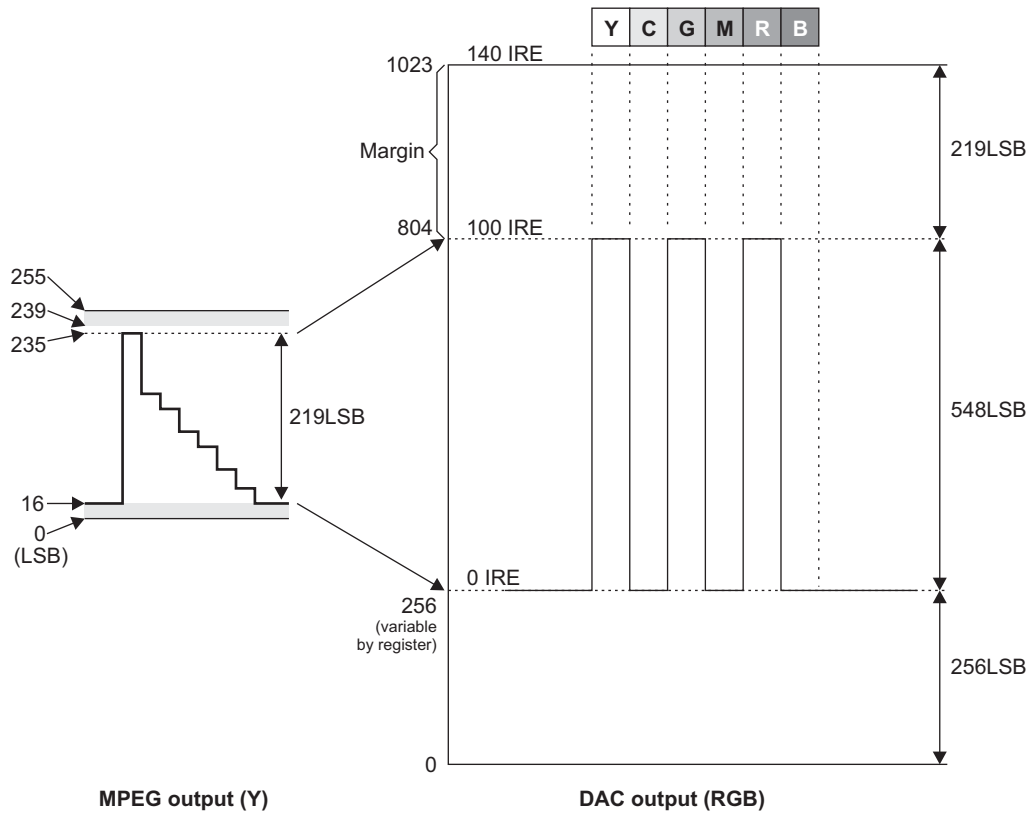 Y C G M R B
1023
140 IRE
Margin
219LSB
804
100 IRE
255
239
235
219LSB
548LSB
16
0
(LSB)
0 IRE
256
(variable
by register)
256LSB
0
MPEG output (Y)
DAC output (RGB)